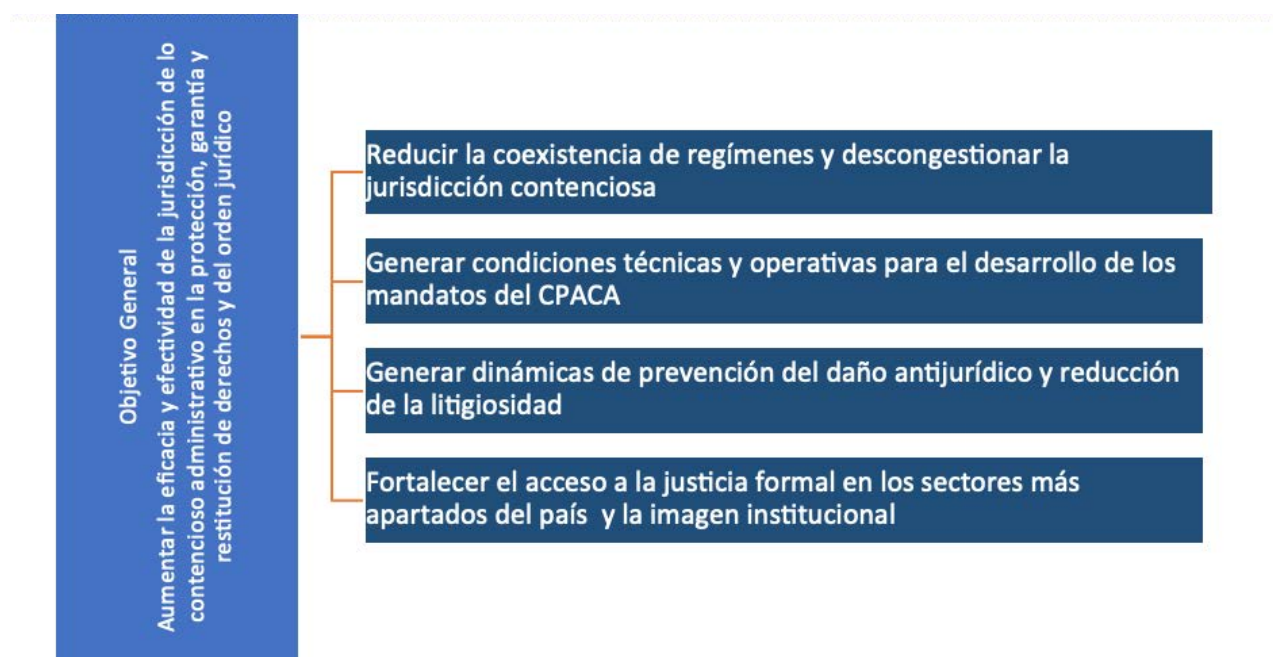 Objetivo General
Aumentar la eficacia y efectividad de la jurisdicción de lo
contencioso administrativo en la protección, garantía y
restitución de derechos y del orden jurídico
Reducir la coexistencia de regímenes y descongestionar la
jurisdicción contenciosa
Generar condiciones técnicas y operativas para el desarrollo de los
mandatos del CPACA
Generar dinámicas de prevención del daño antijurídico y reducción
de la litigiosidad
Fortalecer el acceso a la justicia formal en los sectores más
apartados del país y la imagen institucional